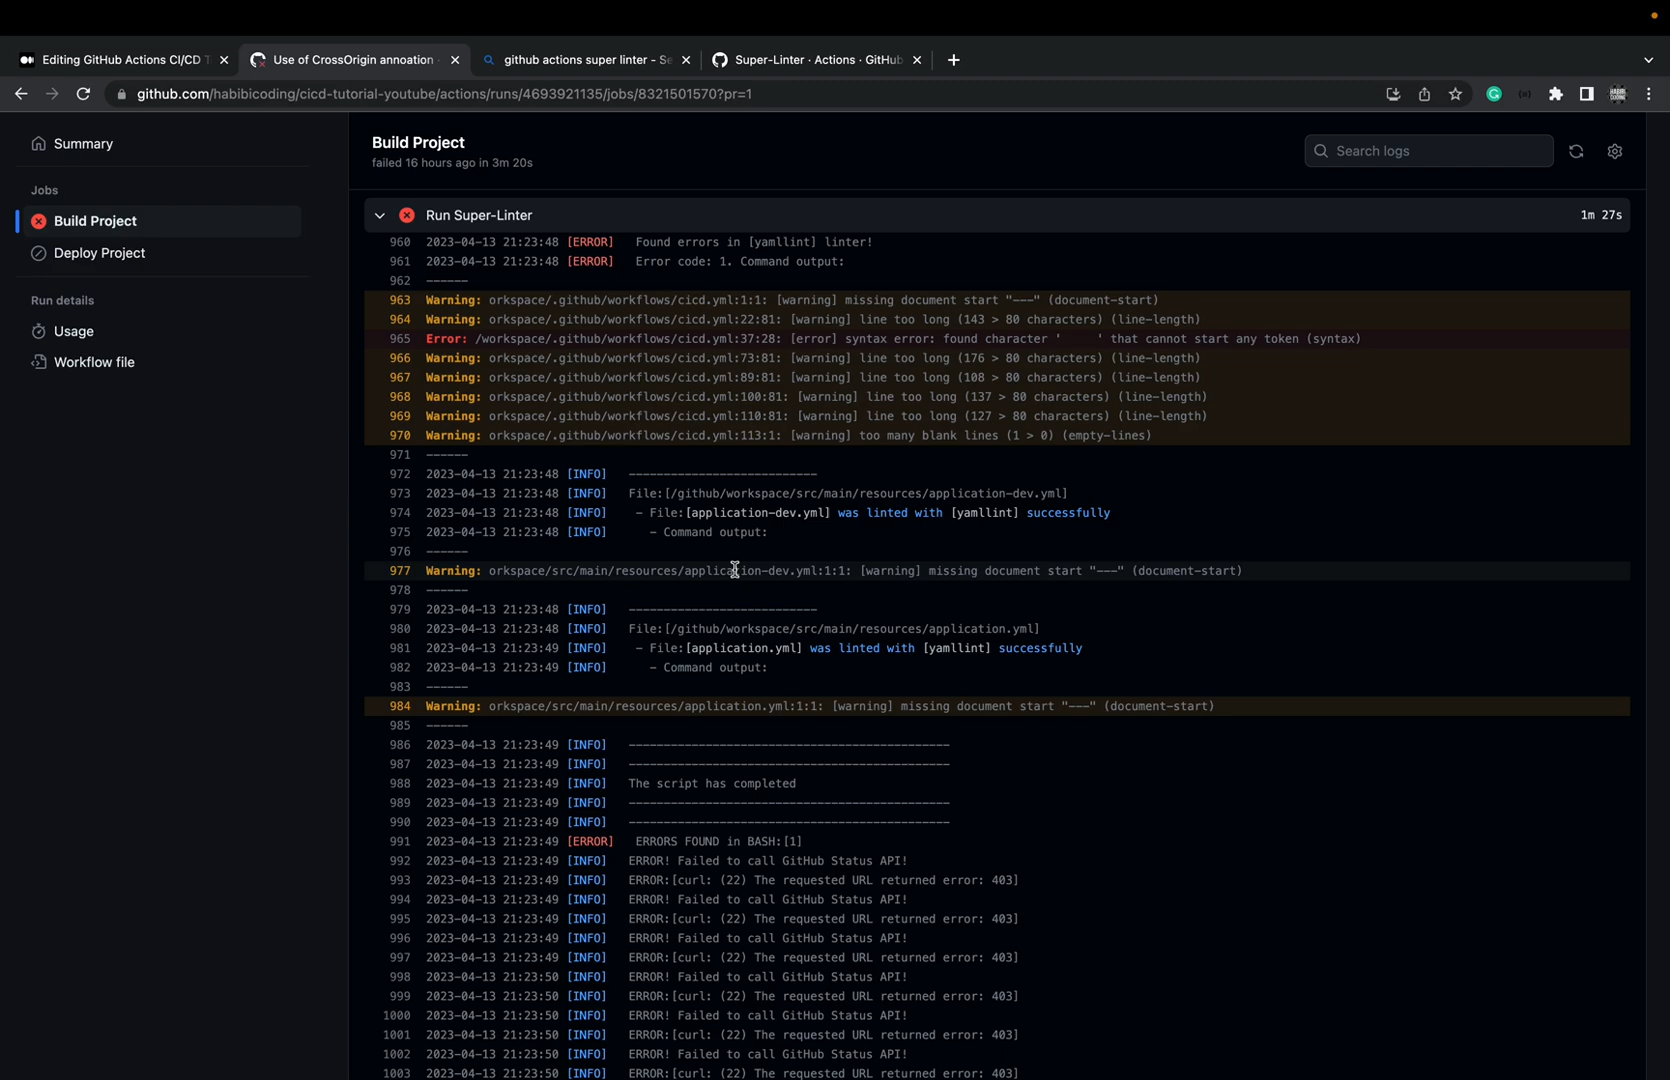 Editing GitHub Actions CI/CD T
Use of CrossOrigin annoation ·
github actions super linter - Se
Super-Linter · Actions · GitHub
github.com/habibicoding/cicd-tutorial-youtube/actions/runs/4693921135/jobs/8321501570?pr=1
Summary
Jobs
Build Project
Deploy Project
Run details
Usage
Workflow file
Build Project
failed 16 hours ago in 3m 20s
Search logs
Run Super-Linter 1m 27s
960 2023-04-13 21:23:48 [ERROR] Found errors in [yamllint] linter!
961 2023-04-13 21:23:48 [ERROR] Error code: 1. Command output:
962 ------
963 Warning: orkspace/.github/workflows/cicd.yml:1:1: [warning] missing document start "---" (document-start)
964 Warning: orkspace/.github/workflows/cicd.yml:22:81: [warning] line too long (143 > 80 characters) (line-length)
965 Error: /workspace/.github/workflows/cicd.yml:37:28: [error] syntax error: found character '     ' that cannot start any token (syntax)
966 Warning: orkspace/.github/workflows/cicd.yml:73:81: [warning] line too long (176 > 80 characters) (line-length)
967 Warning: orkspace/.github/workflows/cicd.yml:89:81: [warning] line too long (108 > 80 characters) (line-length)
968 Warning: orkspace/.github/workflows/cicd.yml:100:81: [warning] line too long (137 > 80 characters) (line-length)
969 Warning: orkspace/.github/workflows/cicd.yml:110:81: [warning] line too long (127 > 80 characters) (line-length)
970 Warning: orkspace/.github/workflows/cicd.yml:113:1: [warning] too many blank lines (1 > 0) (empty-lines)
971 ------
972 2023-04-13 21:23:48 [INFO] ---------------------------
973 2023-04-13 21:23:48 [INFO] File:[/github/workspace/src/main/resources/application-dev.yml]
974 2023-04-13 21:23:48 [INFO] - File:[application-dev.yml] was linted with [yamllint] successfully
975 2023-04-13 21:23:48 [INFO] - Command output:
976 ------
977 Warning: orkspace/src/main/resources/application-dev.yml:1:1: [warning] missing document start "---" (document-start)
978 ------
979 2023-04-13 21:23:48 [INFO] ---------------------------
980 2023-04-13 21:23:48 [INFO] File:[/github/workspace/src/main/resources/application.yml]
981 2023-04-13 21:23:49 [INFO] - File:[application.yml] was linted with [yamllint] successfully
982 2023-04-13 21:23:49 [INFO] - Command output:
983 ------
984 Warning: orkspace/src/main/resources/application.yml:1:1: [warning] missing document start "---" (document-start)
985 ------
986 2023-04-13 21:23:49 [INFO] ----------------------------------------------
987 2023-04-13 21:23:49 [INFO] ----------------------------------------------
988 2023-04-13 21:23:49 [INFO] The script has completed
989 2023-04-13 21:23:49 [INFO] ----------------------------------------------
990 2023-04-13 21:23:49 [INFO] ----------------------------------------------
991 2023-04-13 21:23:49 [ERROR] ERRORS FOUND in BASH:[1]
992 2023-04-13 21:23:49 [INFO] ERROR! Failed to call GitHub Status API!
993 2023-04-13 21:23:49 [INFO] ERROR:[curl: (22) The requested URL returned error: 403]
994 2023-04-13 21:23:49 [INFO] ERROR! Failed to call GitHub Status API!
995 2023-04-13 21:23:49 [INFO] ERROR:[curl: (22) The requested URL returned error: 403]
996 2023-04-13 21:23:49 [INFO] ERROR! Failed to call GitHub Status API!
997 2023-04-13 21:23:49 [INFO] ERROR:[curl: (22) The requested URL returned error: 403]
998 2023-04-13 21:23:50 [INFO] ERROR! Failed to call GitHub Status API!
999 2023-04-13 21:23:50 [INFO] ERROR:[curl: (22) The requested URL returned error: 403]
1000 2023-04-13 21:23:50 [INFO] ERROR! Failed to call GitHub Status API!
1001 2023-04-13 21:23:50 [INFO] ERROR:[curl: (22) The requested URL returned error: 403]
1002 2023-04-13 21:23:50 [INFO] ERROR! Failed to call GitHub Status API!
1003 2023-04-13 21:23:50 [INFO] ERROR:[curl: (22) The requested URL returned error: 403]